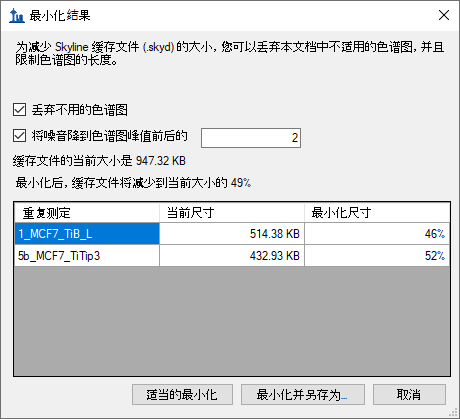 最小化结果
为减少 Skyline 缓存文件 (.skyd) 的大小, 您可以丢弃本文档中不适用的色谱图, 并且
限制色谱图的长度。
丢弃不用的色谱图
将噪音降到色谱图峰值前后的 2
缓存文件的当前大小是 947.32 KB
最小化后, 缓存文件将减少到当前大小的 49%
重复测定 当前尺寸 最小化尺寸
1_MCF7_TiB_L 514.38 KB 46%
5b_MCF7_TiTip3 432.93 KB 52%
适当的最小化 最小化并另存为... 取消